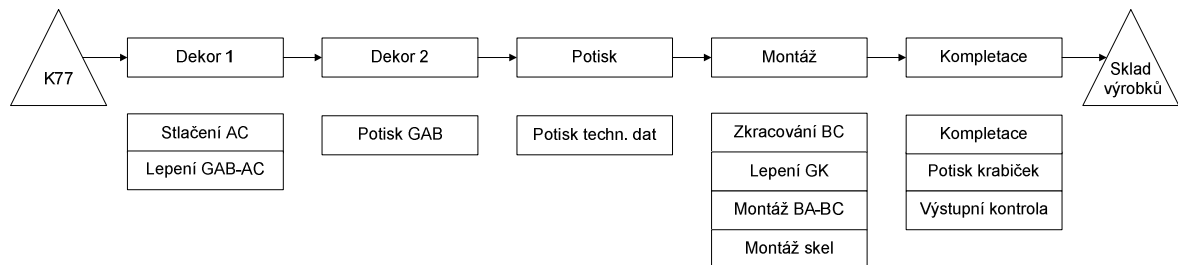 K77
Dekor 1
Dekor 2
Potisk
Montáž
Kompletace
Sklad
výrobků
Stlačení AC
Lepení GAB-AC
Potisk GAB
Potisk techn. dat
Zkracování BC
Lepení GK
Montáž BA-BC
Montáž skel
Kompletace
Potisk krabiček
Výstupní kontrola